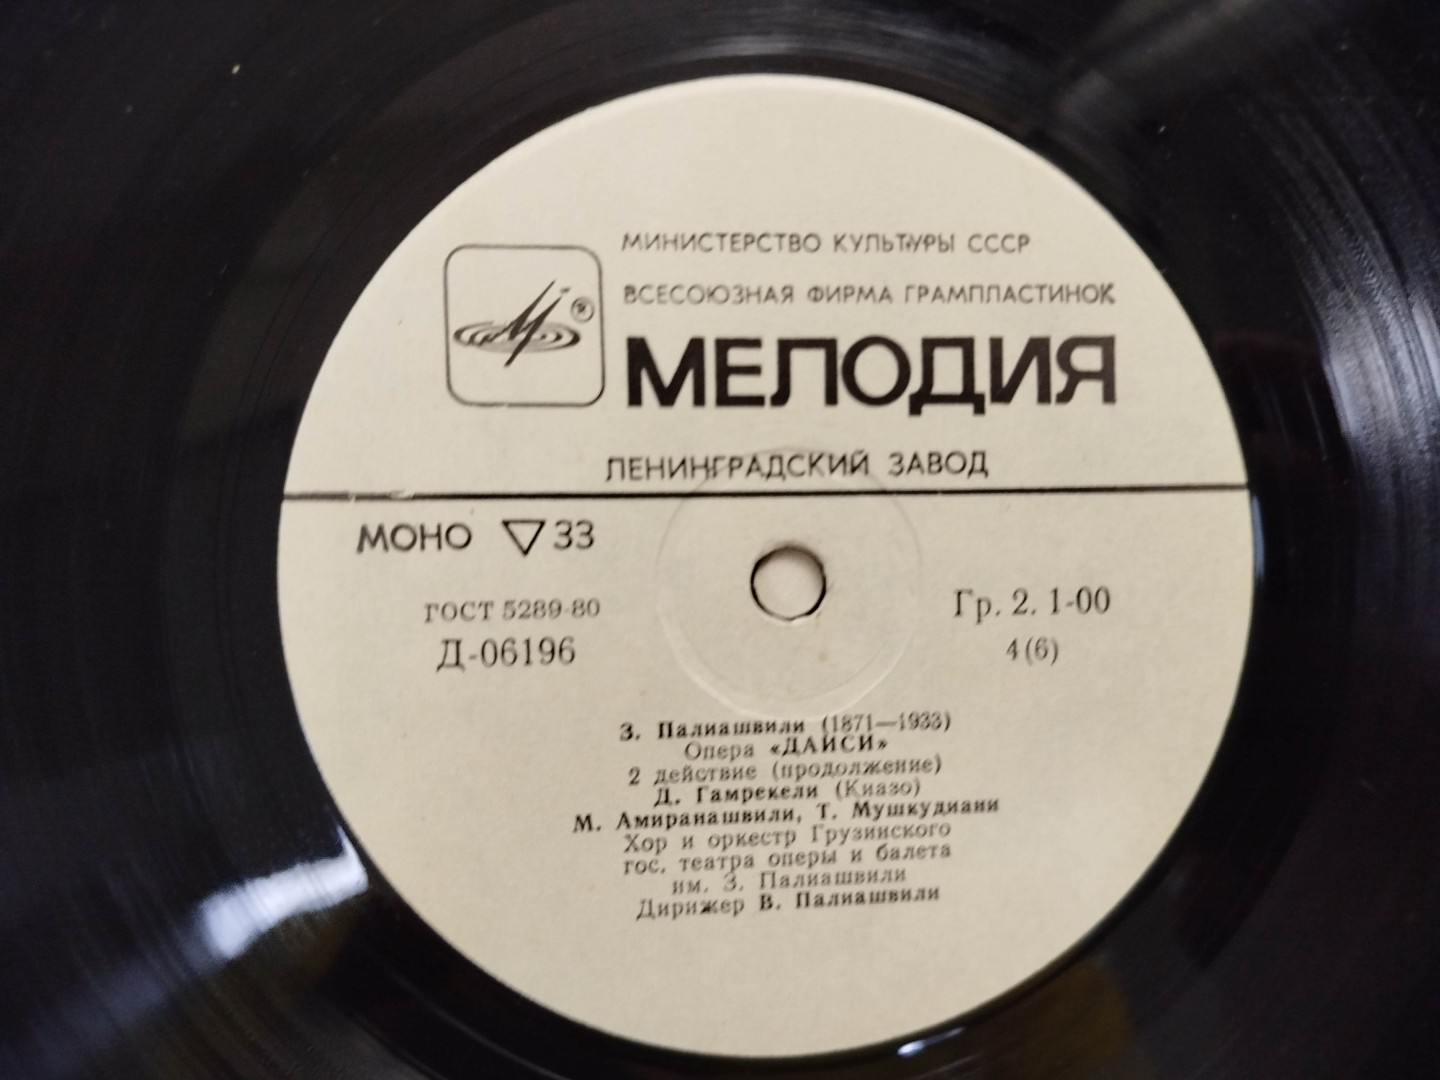 МИНИСТЕРСТВО КУЛЬТУРЫ СССР
ВСЕСОЮЗНАЯ ФИРМА ГРАМПЛАСТИНОК
МЕЛОДИЯ
ЛЕНИНГРАДСКИЙ ЗАВОД
МОНО ▽ 33
ГОСТ 5289-80
Гр. 2. 1-00
Д-06196
4(6)
З. Палиашвили (1871—1933)
Опера «ДАИСИ»
2 действие (продолжение)
Д. Гамрекели (Киазо)
М. Амиранашвили, Т. Мушкудиани
Хор и оркестр Грузинского
гос. театра оперы и балета
им. З. Палиашвили
Дирижер В. Палиашвили